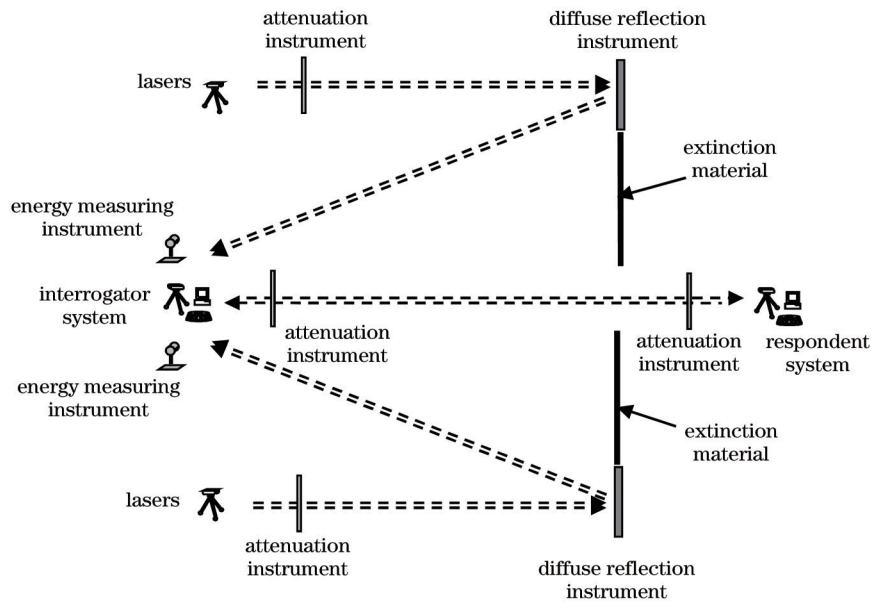 attenuation
instrument
diffuse reflection
instrument
lasers
extinction
material
energy measuring
instrument
interrogator
system
attenuation
instrument
attenuation
instrument
respondent
system
energy measuring
instrument
extinction
material
lasers
attenuation
instrument
diffuse reflection
instrument